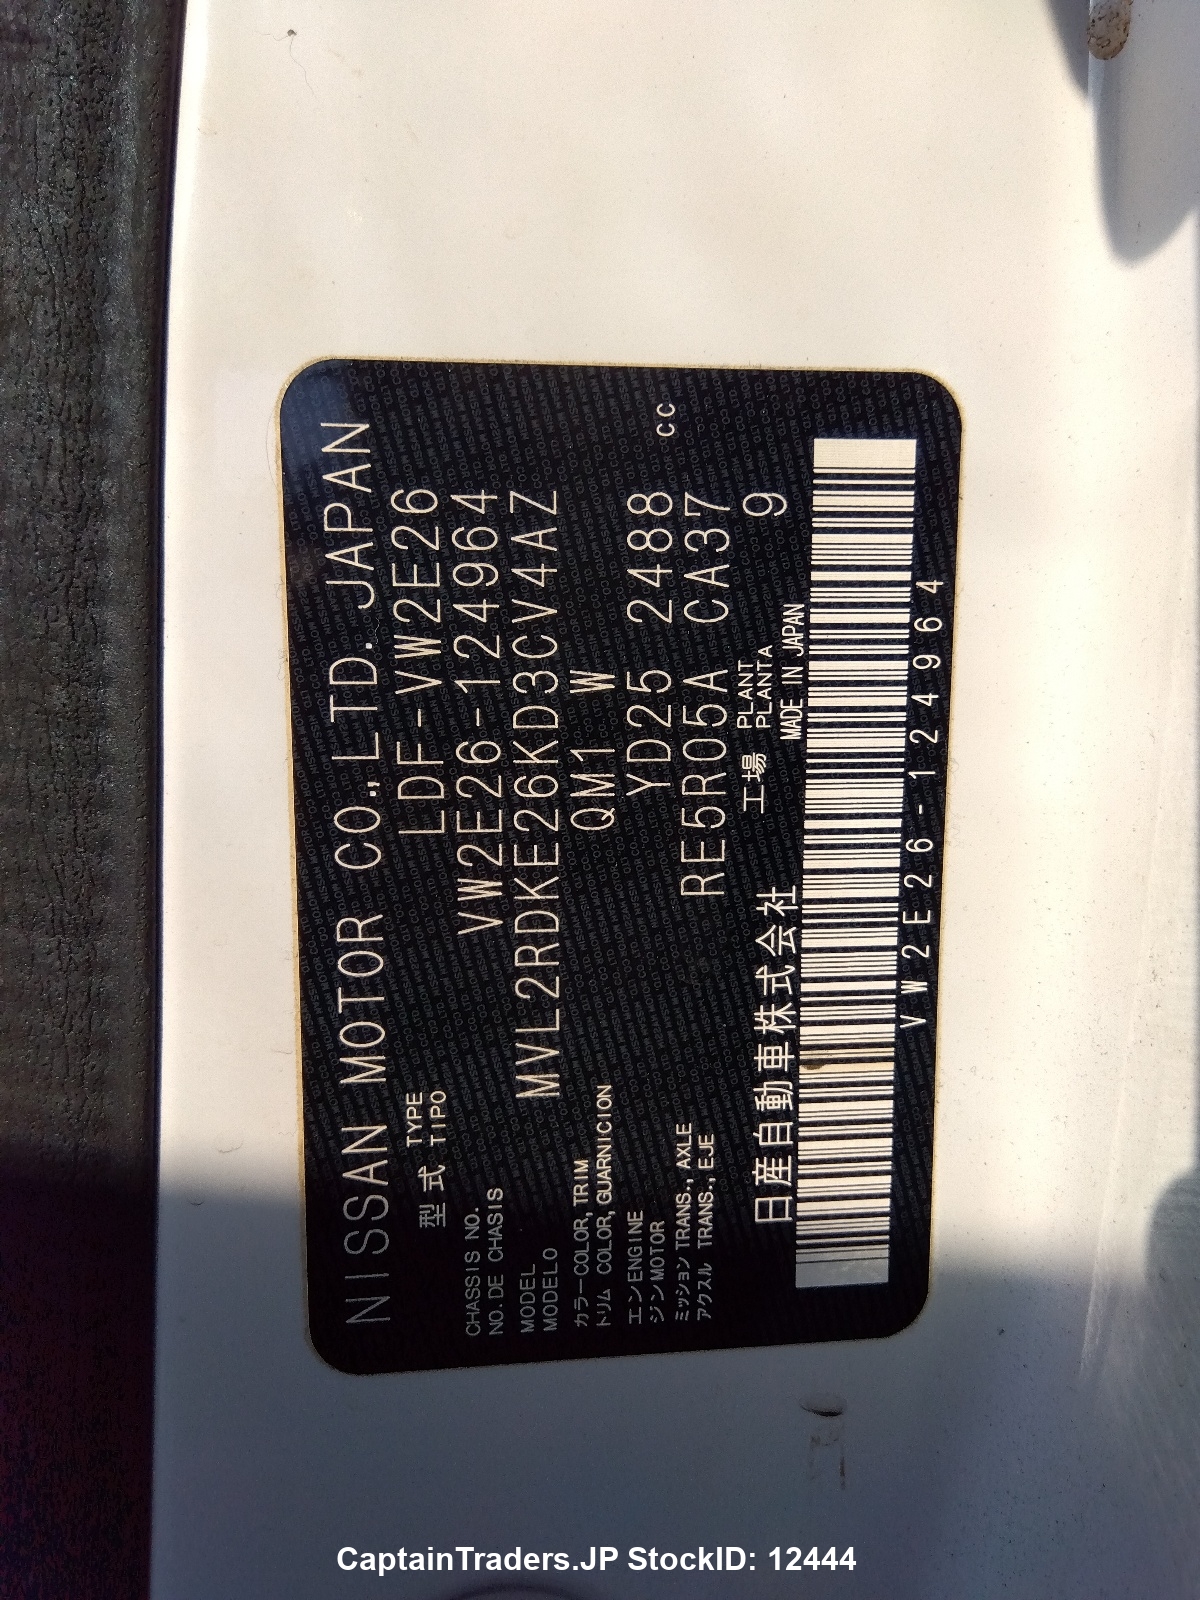 NISSAN MOTOR CO., LTD. JAPAN
型式 TYPE TIPO LDF-VW2E26
CHASSIS NO.
NO. DE CHASIS VW2E26-124964
MODEL
MODELO MVL2RDKE26KD3CV4AZ
カラー COLOR, TRIM
トリム COLOR, GUARNICION QM1 W
エンジン ENGINE MOTOR YD25 2488 CC
ミッション TRANS., AXLE
アクスル TRANS., EJE RE5R05A CA37
工場 PLANT PLANTA 9
日産自動車株式会社 MADE IN JAPAN
VW2E26-124964
CaptainTraders.JP StockID: 12444